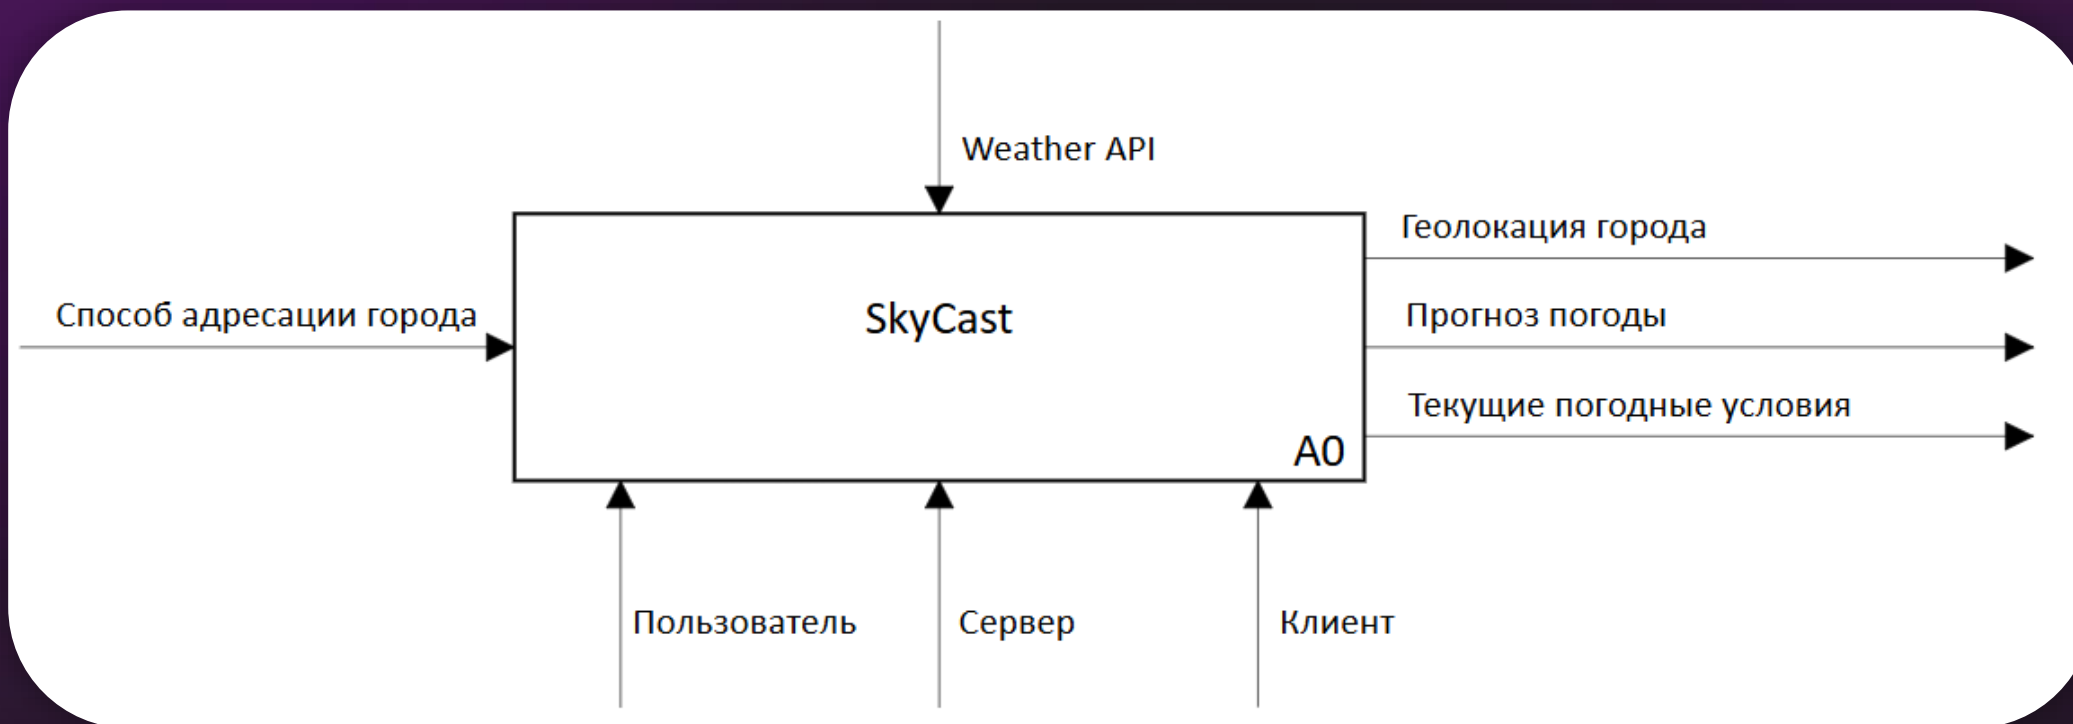 Weather API
Геолокация города
Способ адресации города
SkyCast
Прогноз погоды
Текущие погодные условия
A0
Пользователь
Сервер
Клиент